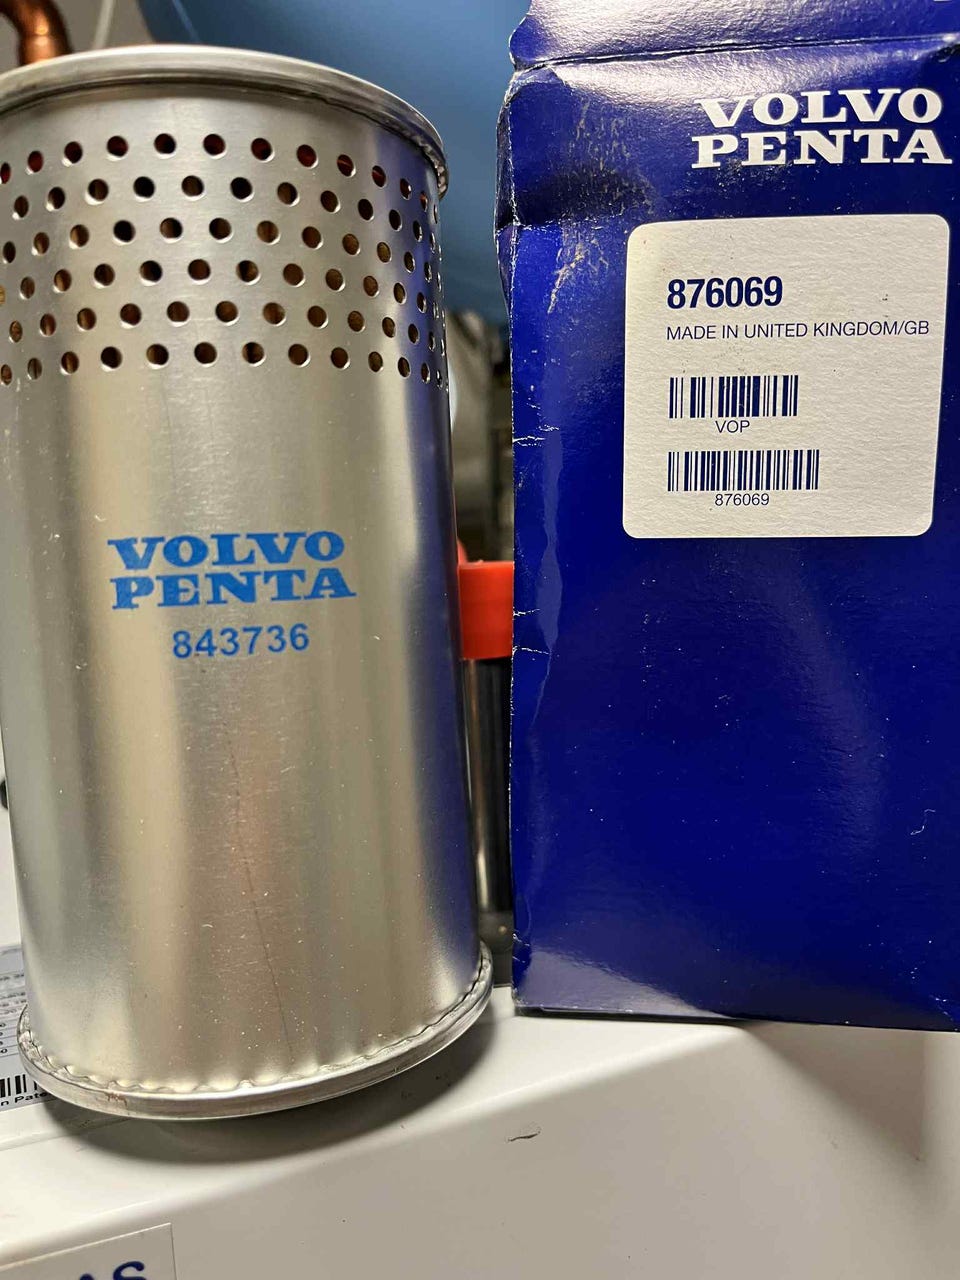 VOLVO
PENTA
843736
VOLVO
PENTA
876069
MADE IN UNITED KINGDOM/GB
VOP
876069